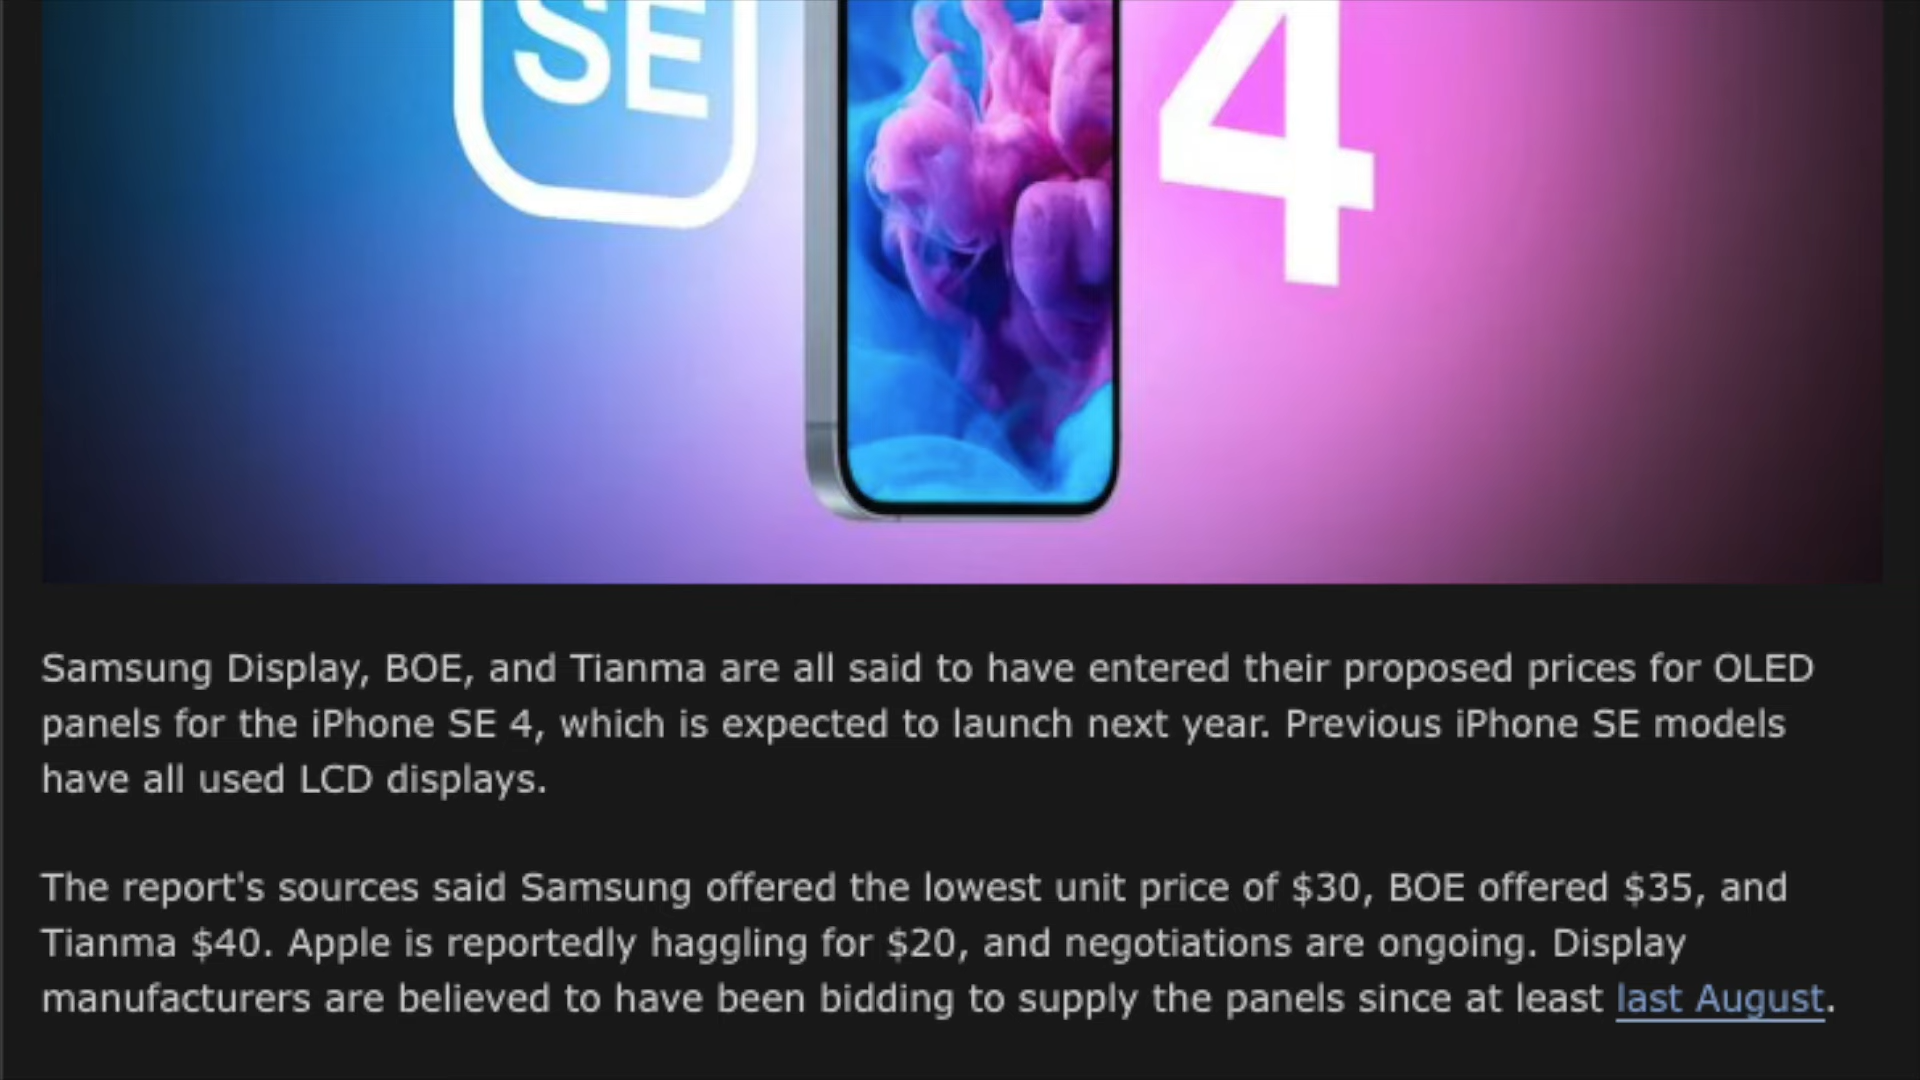 SE
4
Samsung Display, BOE, and Tianma are all said to have entered their proposed prices for OLED
panels for the iPhone SE 4, which is expected to launch next year. Previous iPhone SE models
have all used LCD displays.
The report's sources said Samsung offered the lowest unit price of $30, BOE offered $35, and
Tianma $40. Apple is reportedly haggling for $20, and negotiations are ongoing. Display
manufacturers are believed to have been bidding to supply the panels since at least last August.